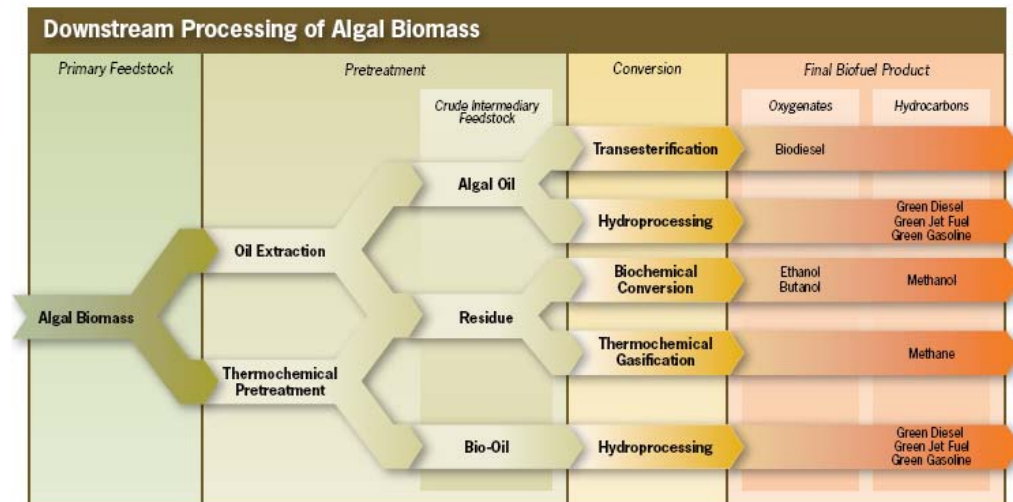 Downstream Processing of Algal Biomass
Primary Feedstock
Pretreatment
Conversion
Final Biofuel Product
Crude Intermediary
Feedstock
Oxygenates
Hydrocarbons
Transesterification
Biodiesel
Algal Oil
Hydroprocessing
Green Diesel
Green Jet Fuel
Green Gasoline
Oil Extraction
Biochemical
Conversion
Ethanol
Butanol
Methanol
Algal Biomass
Residue
Thermochemical
Gasification
Methane
Thermochemical
Pretreatment
Bio-Oil
Hydroprocessing
Green Diesel
Green Jet Fuel
Green Gasoline